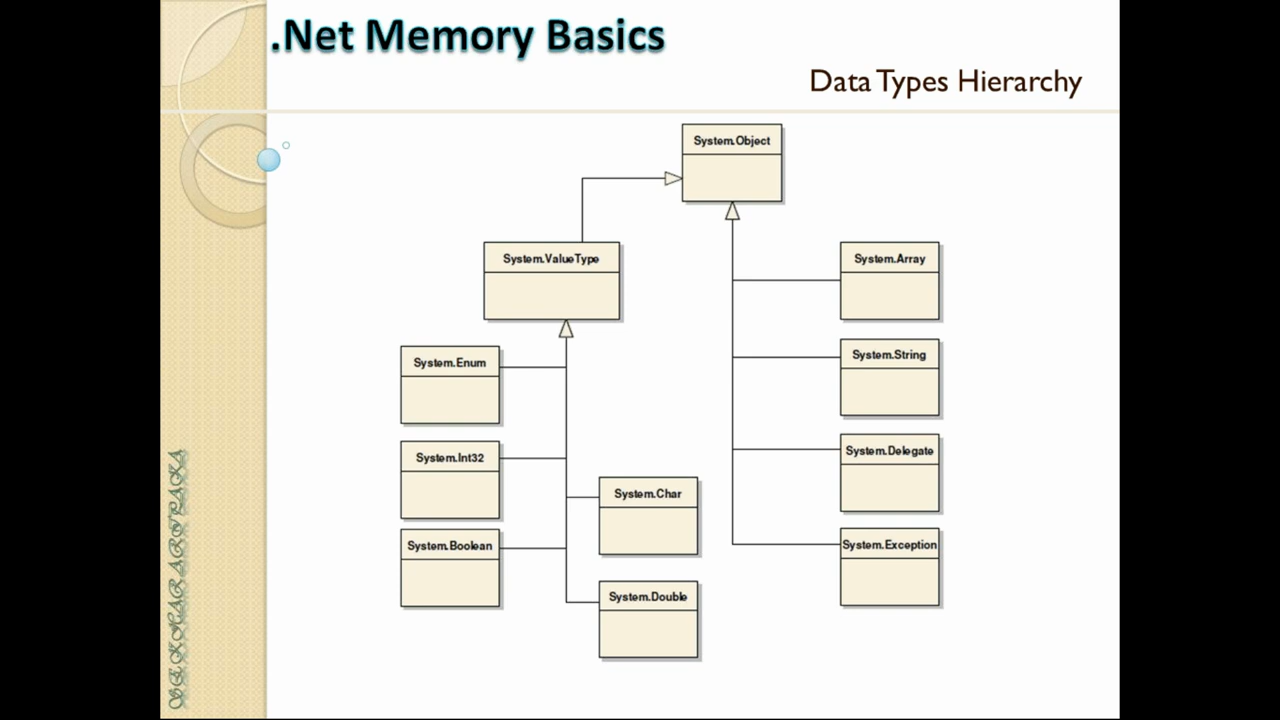 .Net Memory Basics
Data Types Hierarchy
System.Object
System.ValueType
System.Array
System.Enum
System.String
System.Int32
System.Delegate
System.Char
System.Boolean
System.Exception
System.Double